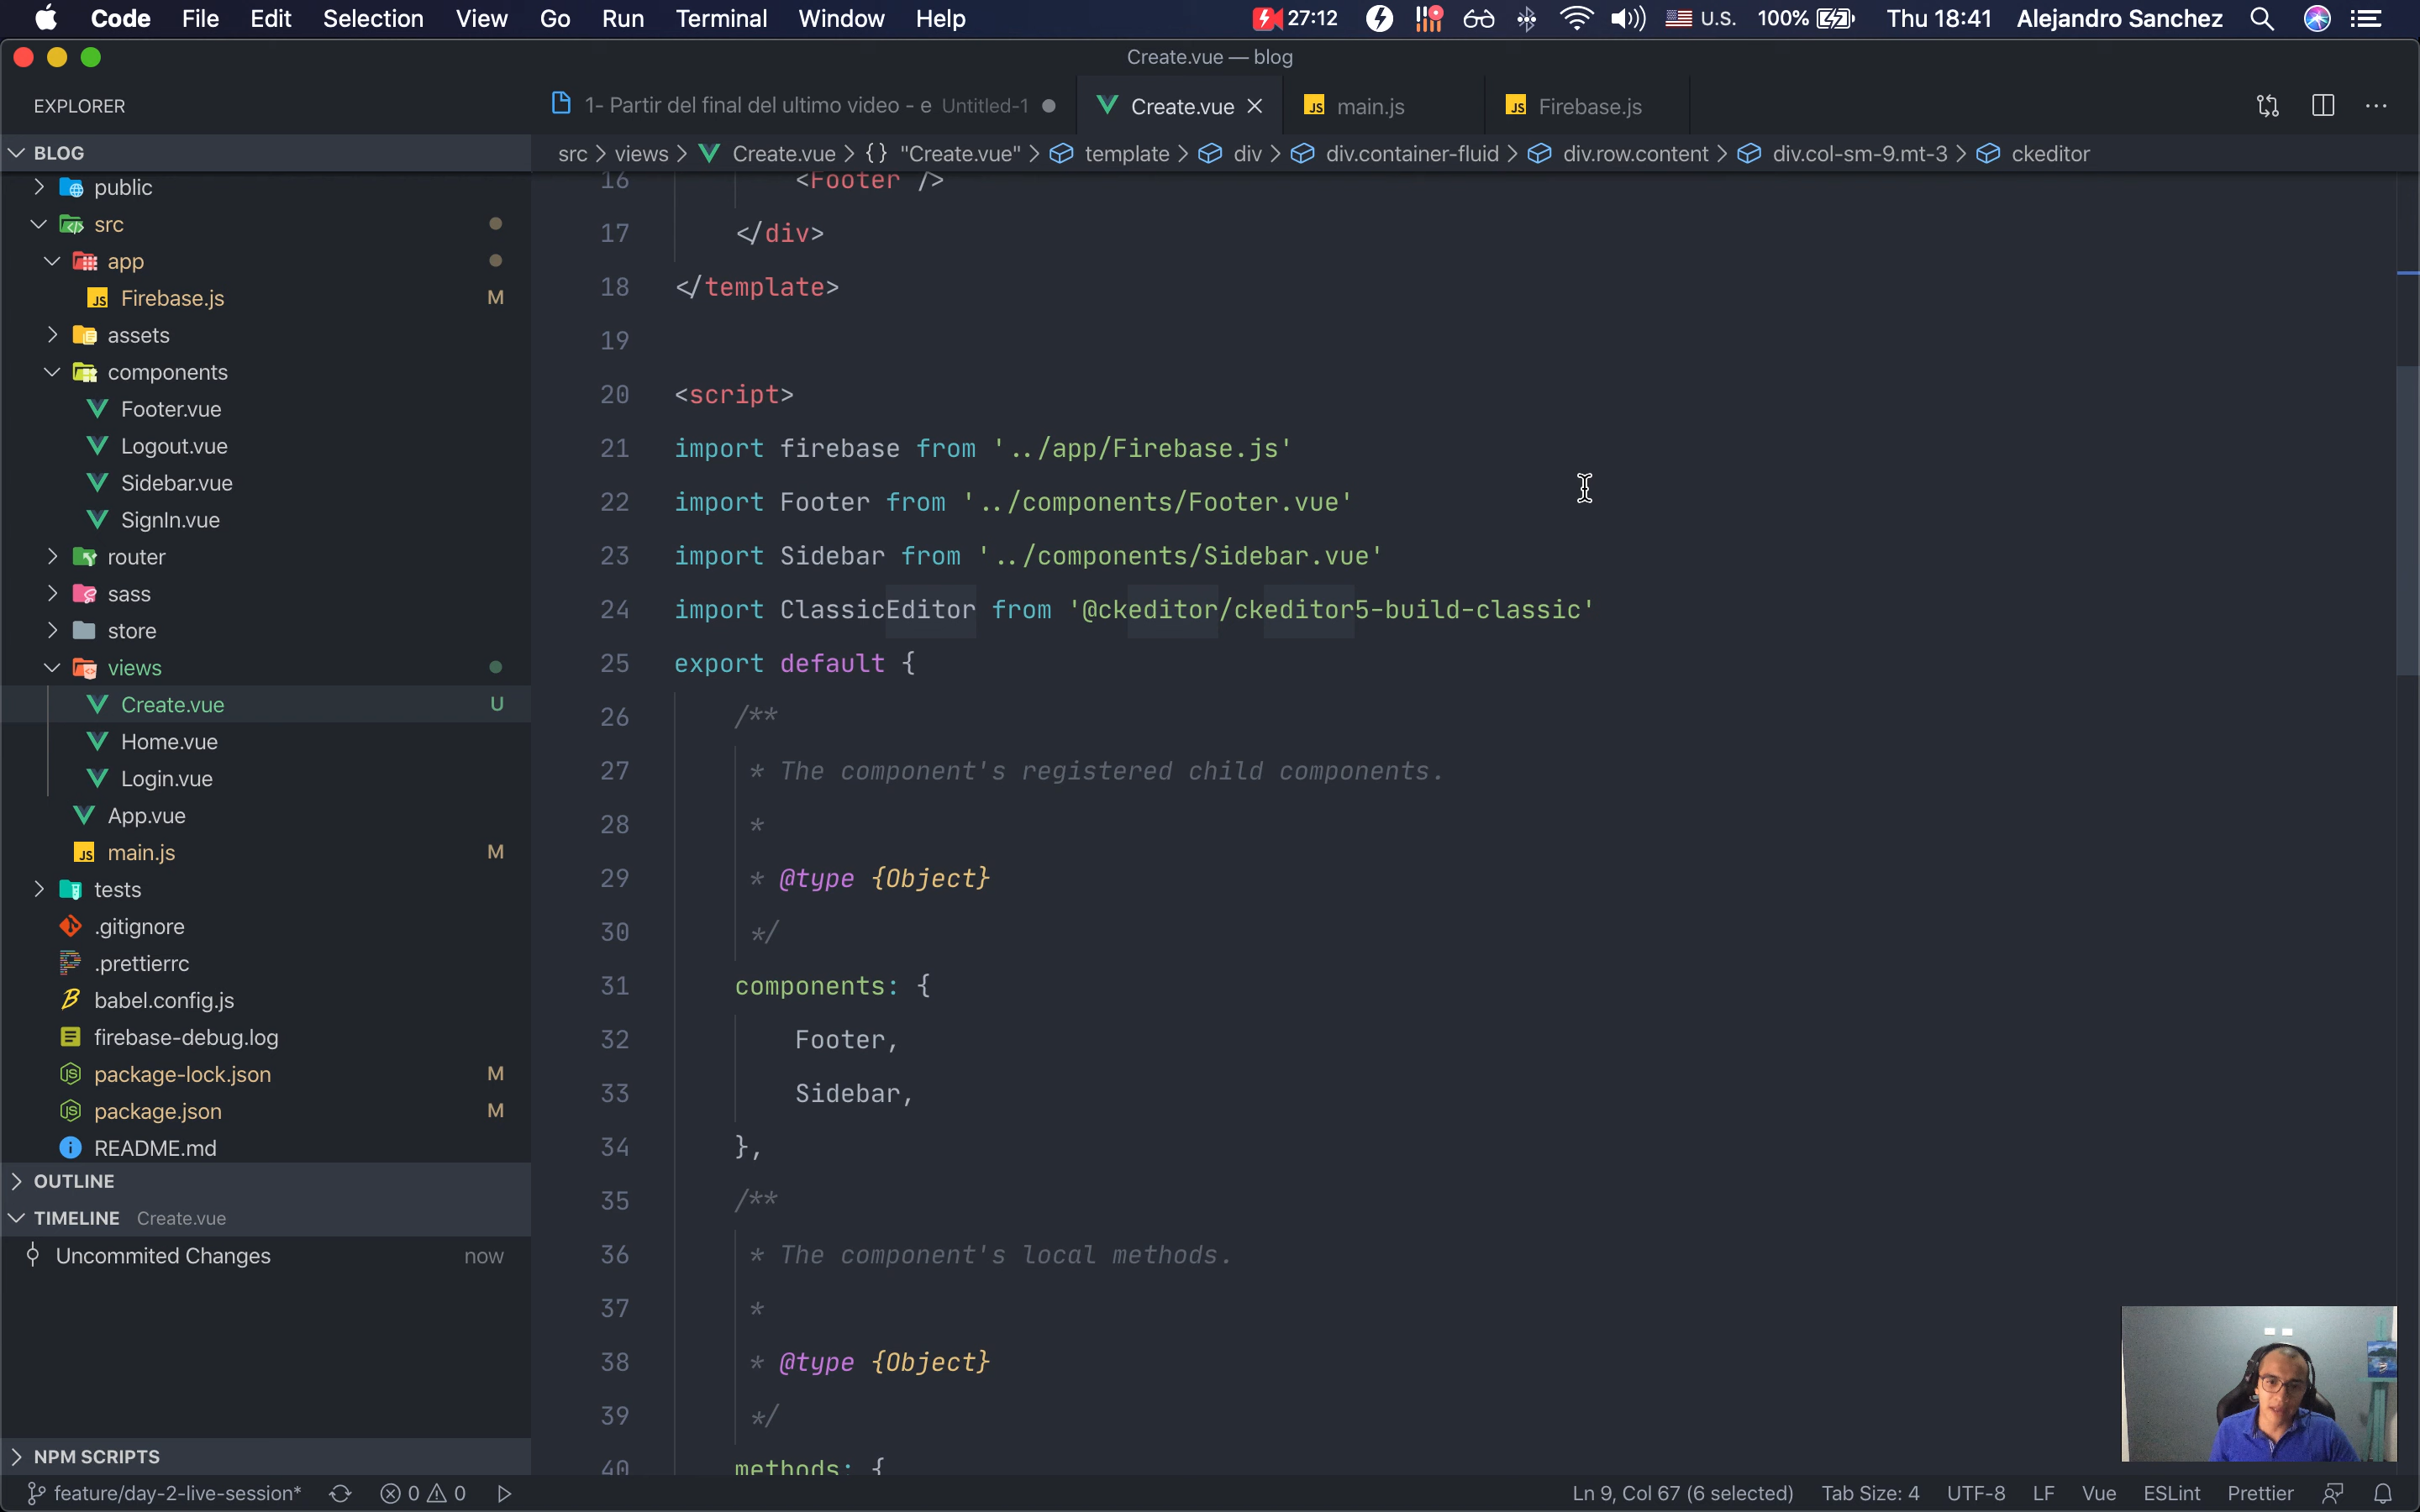 Code File Edit Selection View Go Run Terminal Window Help 27:12 U.S. 100% Thu 18:41 Alejandro Sanchez
Create.vue — blog
EXPLORER
1- Partir del final del ultimo video - e Untitled-1 Create.vue JS main.js JS Firebase.js
BLOG
src > views > Create.vue > {} "Create.vue" > template > div > div.container-fluid > div.row.content > div.col-sm-9.mt-3 > ckeditor
public
src
app
JS Firebase.js M
assets
components
Footer.vue
Logout.vue
Sidebar.vue
SignIn.vue
router
sass
store
views
Create.vue U
Home.vue
Login.vue
App.vue
JS main.js M
tests
.gitignore
.prettierrc
babel.config.js
firebase-debug.log
package-lock.json M
package.json M
README.md
OUTLINE
TIMELINE Create.vue
Uncommited Changes now
NPM SCRIPTS
16 <Footer />
17 </div>
18 </template>
19
20 <script>
21 import firebase from '../app/Firebase.js'
22 import Footer from '../components/Footer.vue'
23 import Sidebar from '../components/Sidebar.vue'
24 import ClassicEditor from '@ckeditor/ckeditor5-build-classic'
25 export default {
26 /**
27 * The component's registered child components.
28 *
29 * @type {Object}
30 */
31 components: {
32 Footer,
33 Sidebar,
34 },
35 /**
36 * The component's local methods.
37 *
38 * @type {Object}
39 */
40 methods: {
feature/day-2-live-session* 0 0 Ln 9, Col 67 (6 selected) Tab Size: 4 UTF-8 LF Vue ESLint Prettier